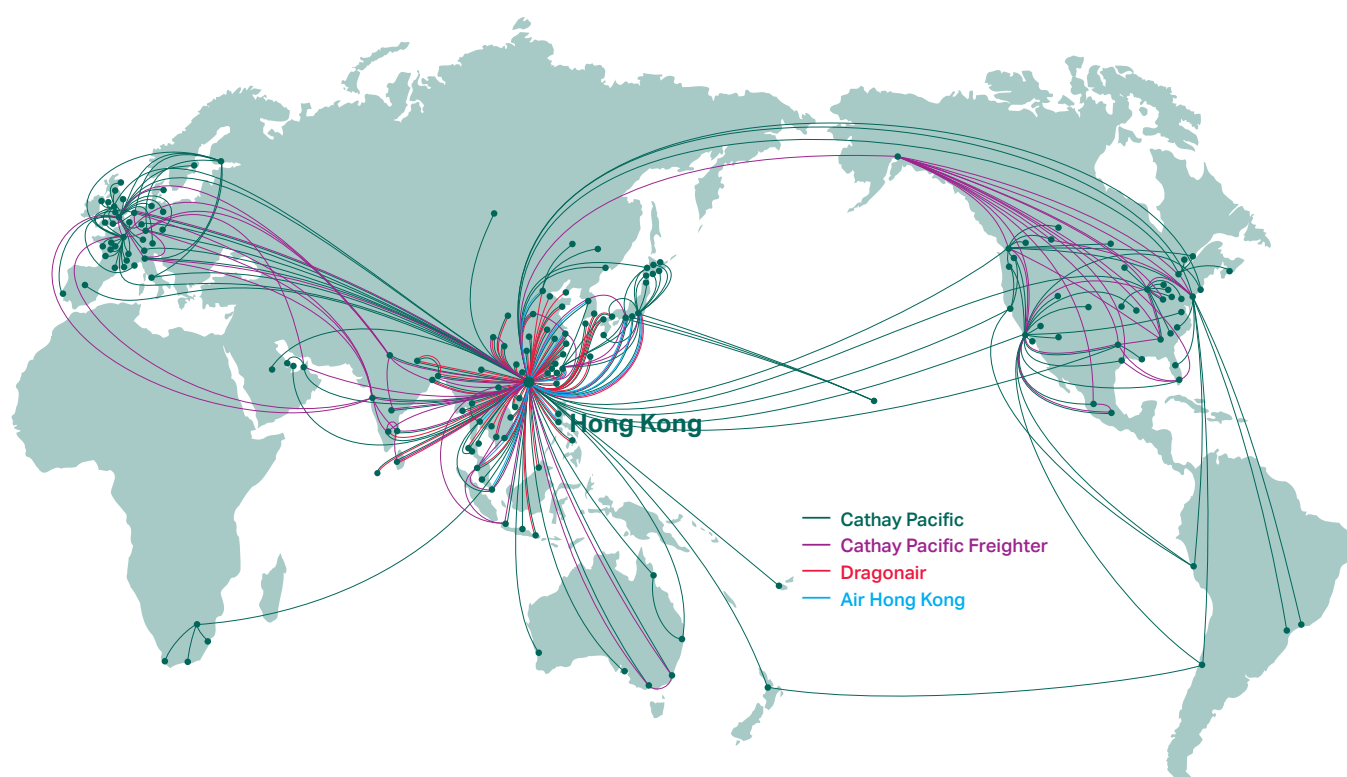 Hong Kong
Cathay Pacific
Cathay Pacific Freighter
Dragonair
Air Hong Kong